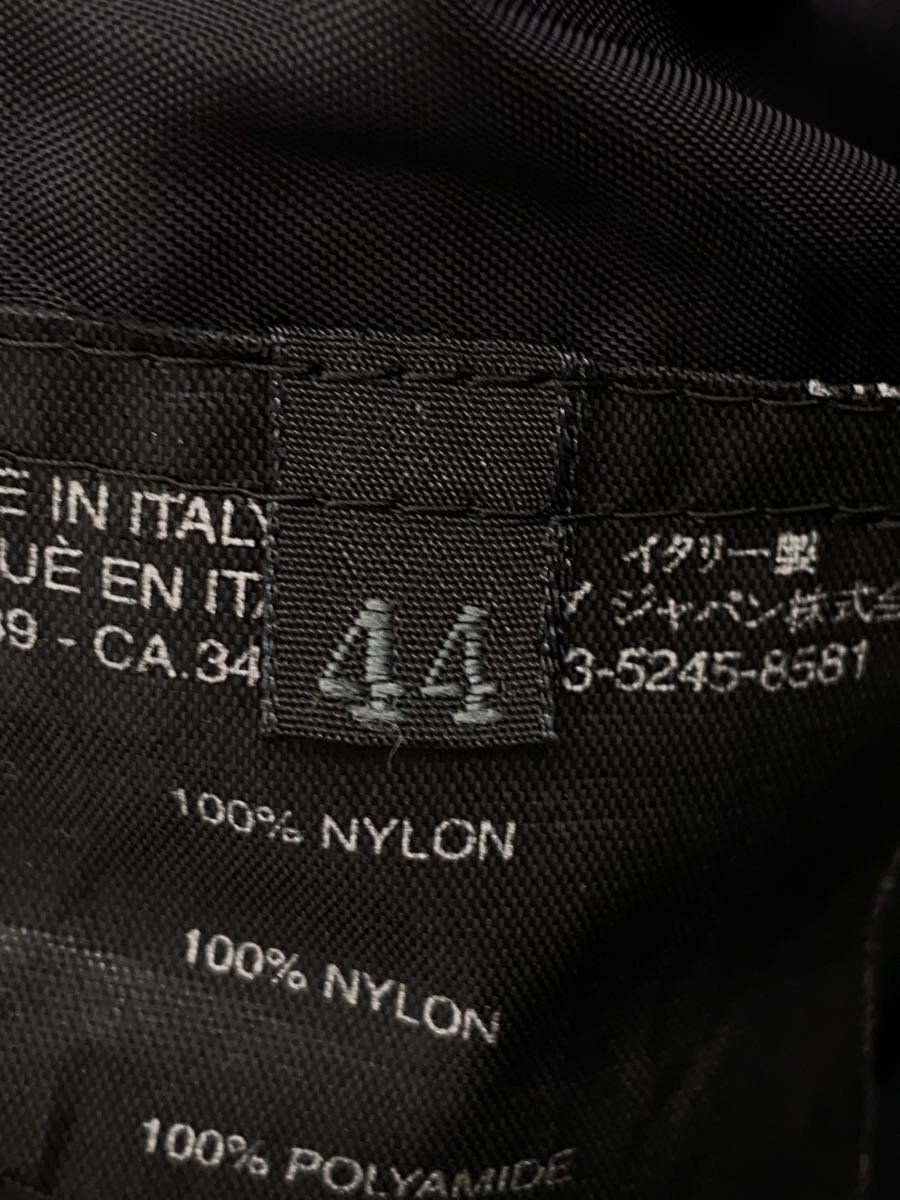 E IN ITALY
イタリー製
UÈ EN ITA
Y ジャペン株式会
39 - CA.34
3-5245-8581
44
100% NYLON
100% NYLON
100% POLYAMIDE